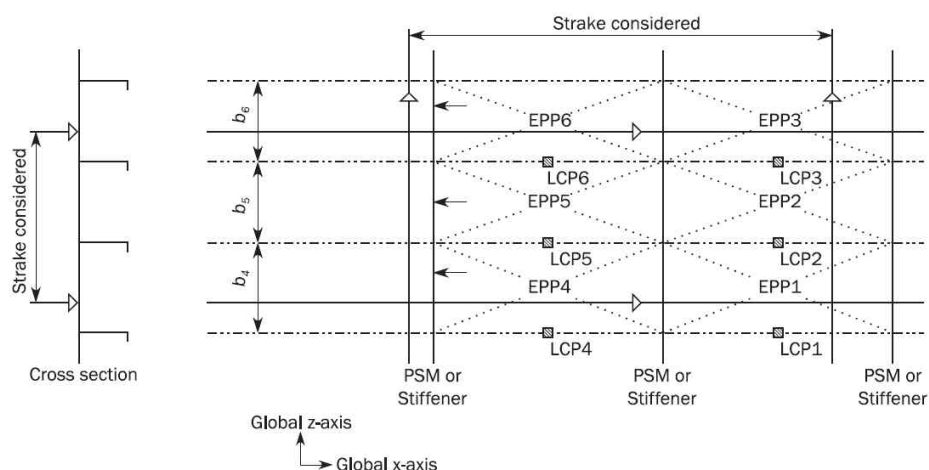 Strake considered
b6
EPP6
EPP3
LCP6
LCP3
Strake considered
b5
EPP5
EPP2
LCP5
LCP2
b4
EPP4
EPP1
LCP4
LCP1
Cross section
PSM or
Stiffener
PSM or
Stiffener
PSM or
Stiffener
Global z-axis
Global x-axis